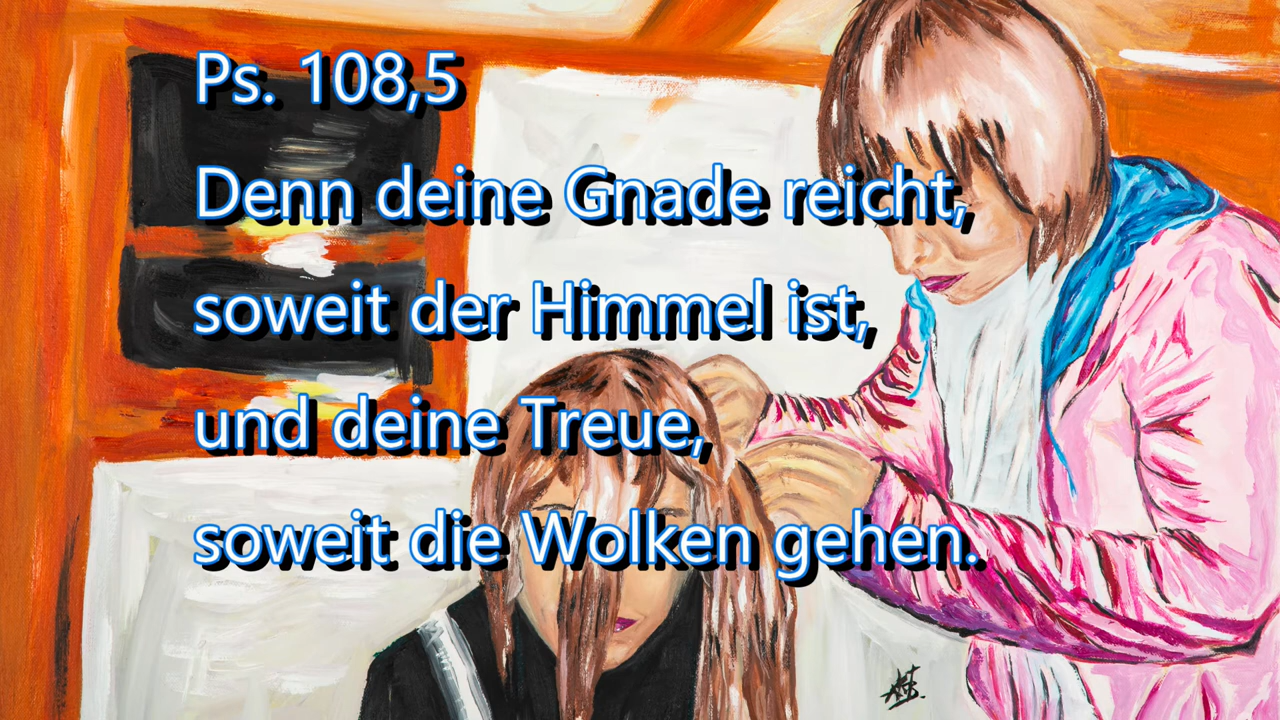 Ps. 108,5
Denn deine Gnade reicht,
soweit der Himmel ist,
und deine Treue,
soweit die Wolken gehen.